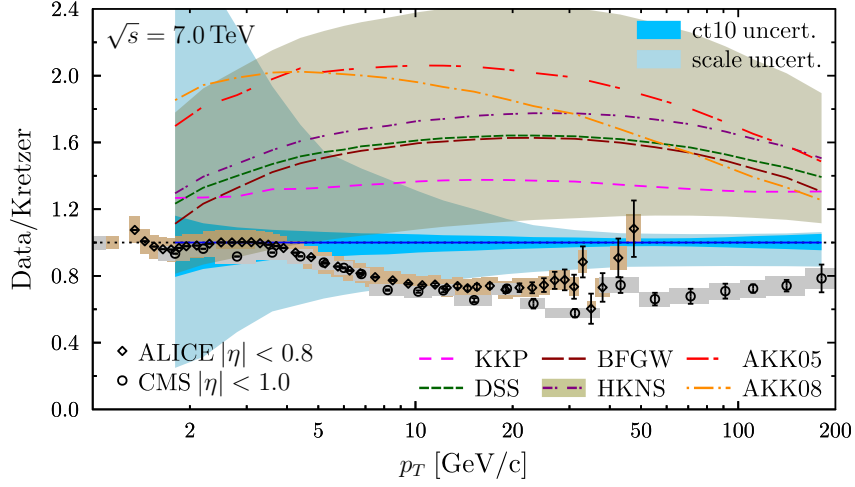 2.4
2.0
1.6
1.2
0.8
0.4
0.0
Data/Kretzer
√s = 7.0 TeV
ct10 uncert.
scale uncert.
ALICE |η| < 0.8
CMS |η| < 1.0
KKP
BFGW
AKK05
DSS
HKNS
AKK08
2 5 10 20 50 100 200
p_T [GeV/c]